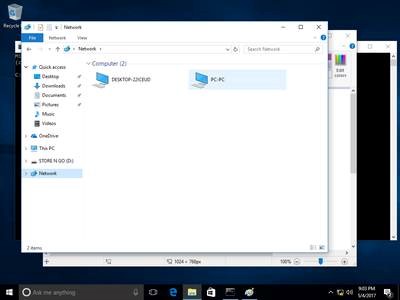 Recycle
Network
File
Network
View
Network
Search Network
Computer (2)
DESKTOP-22ICEUD
PC-PC
Quick access
Desktop
Downloads
Documents
Pictures
Music
Videos
OneDrive
This PC
STORE N GO (D:)
Network
2 items
Edit
colors
1024 × 768px
100%
Ask me anything
9:03 PM
5/4/2017